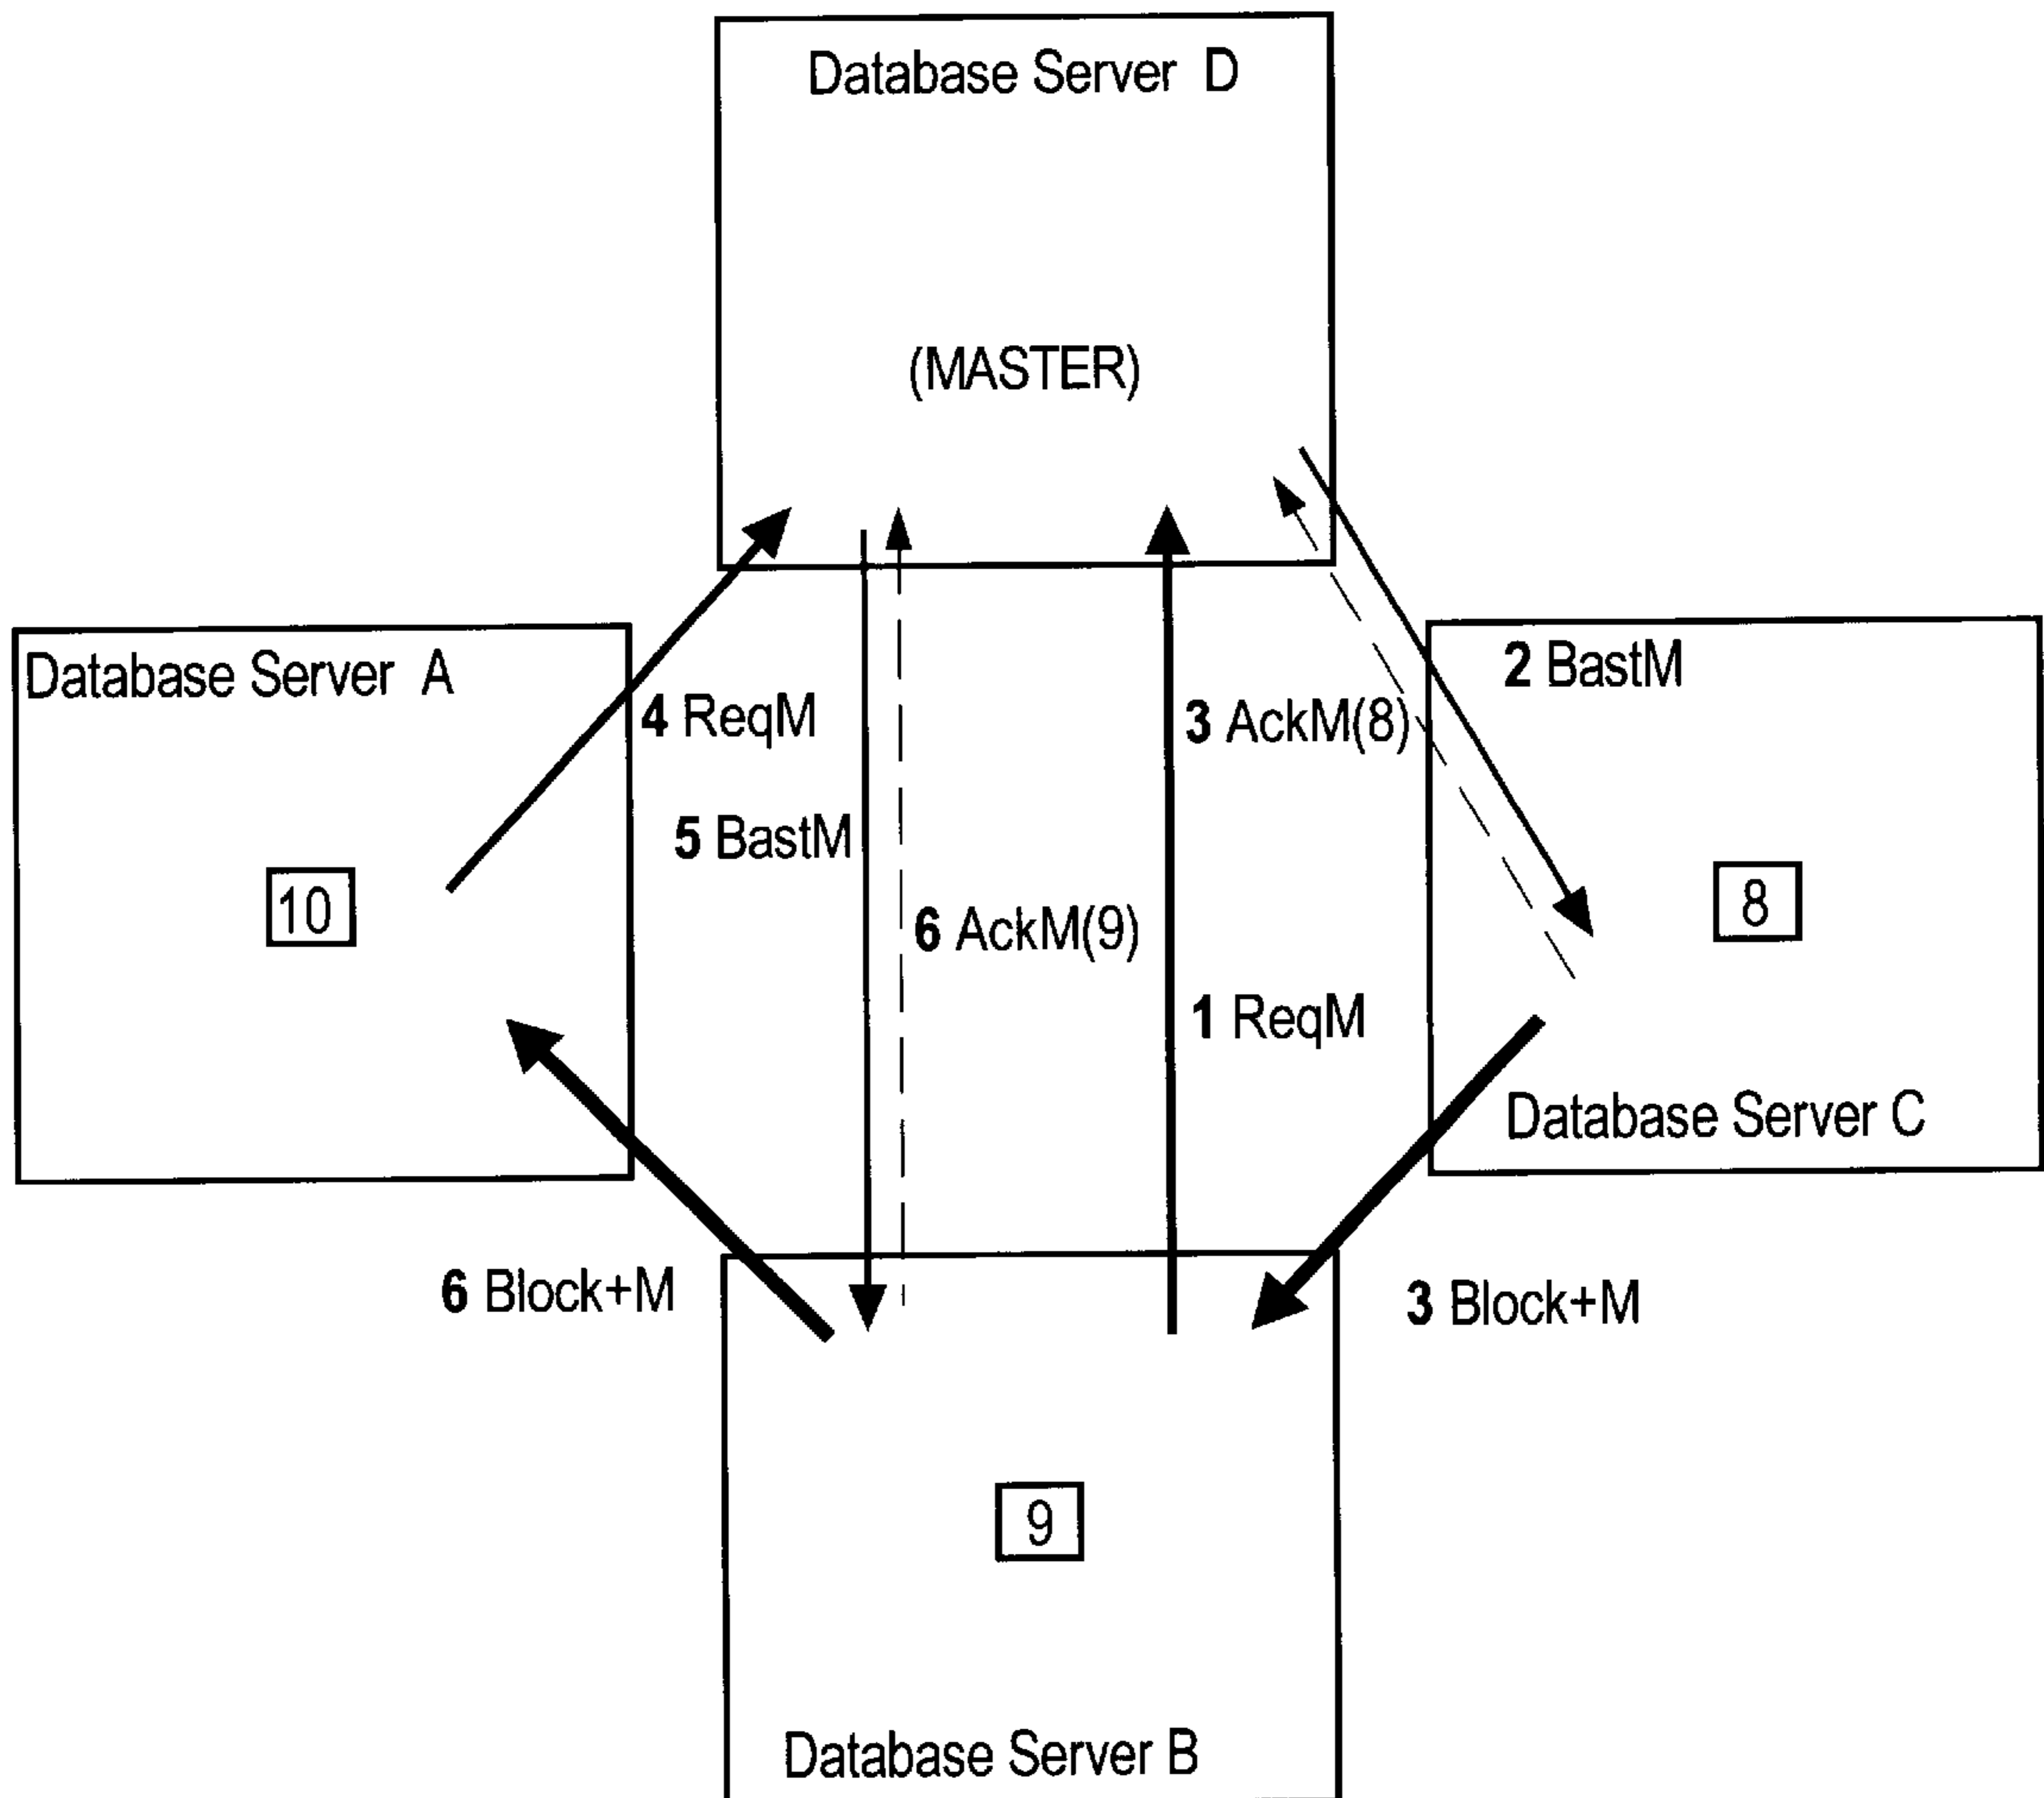 Database Server D
(MASTER)
Database Server A
2 BastM
4 ReqM
3 AckM(8)
5 BastM
10
8
6 AckM(9)
1 ReqM
Database Server C
6 Block+M
3 Block+M
9
Database Server B